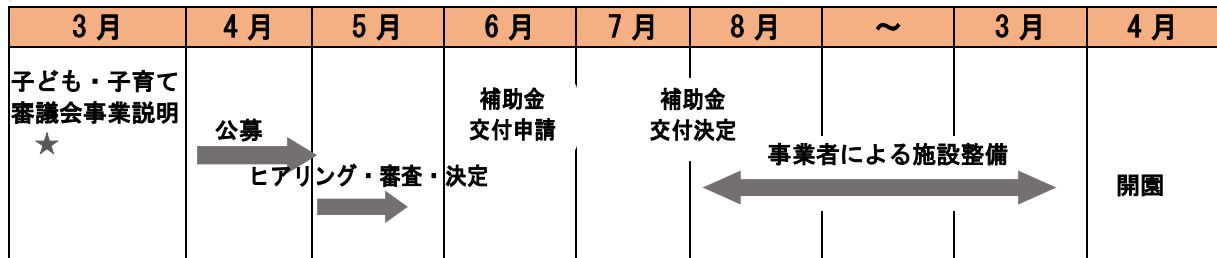 3月 4月 5月 6月 7月 8月 ～ 3月 4月
子ども・子育て
審議会事業説明
★
公募
ヒアリング・審査・決定
補助金
交付申請
補助金
交付決定
事業者による施設整備
開園